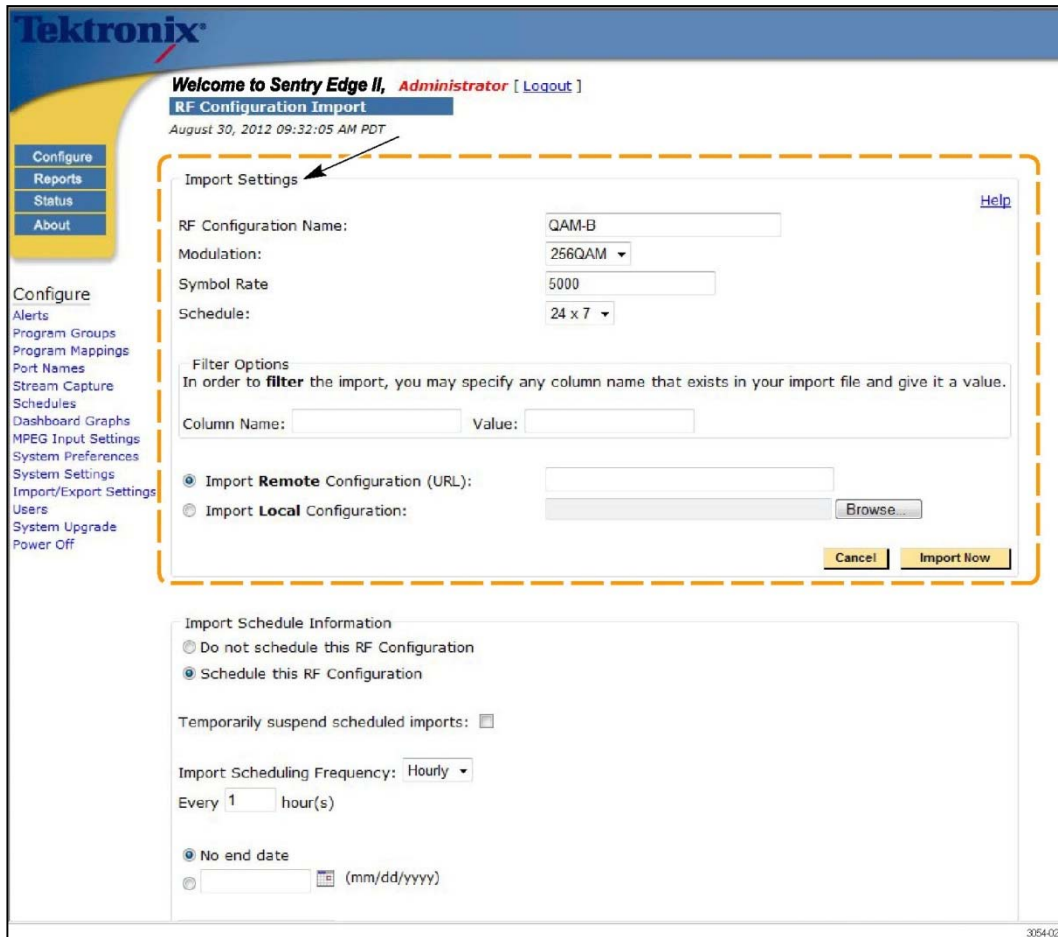 Tektronix®
Welcome to Sentry Edge II, Administrator [ Logout ]
RF Configuration Import
August 30, 2012 09:32:05 AM PDT
Configure
Reports
Status
About
Configure
Alerts
Program Groups
Program Mappings
Port Names
Stream Capture
Schedules
Dashboard Graphs
MPEG Input Settings
System Preferences
System Settings
Import/Export Settings
Users
System Upgrade
Power Off
Import Settings
Help
RF Configuration Name: QAM-B
Modulation: 256QAM
Symbol Rate 5000
Schedule: 24 x 7
Filter Options
In order to filter the import, you may specify any column name that exists in your import file and give it a value.
Column Name: Value:
Import Remote Configuration (URL):
Import Local Configuration: Browse...
Cancel Import Now
Import Schedule Information
Do not schedule this RF Configuration
Schedule this RF Configuration
Temporarily suspend scheduled imports:
Import Scheduling Frequency: Hourly
Every 1 hour(s)
No end date
(mm/dd/yyyy)
3054-02